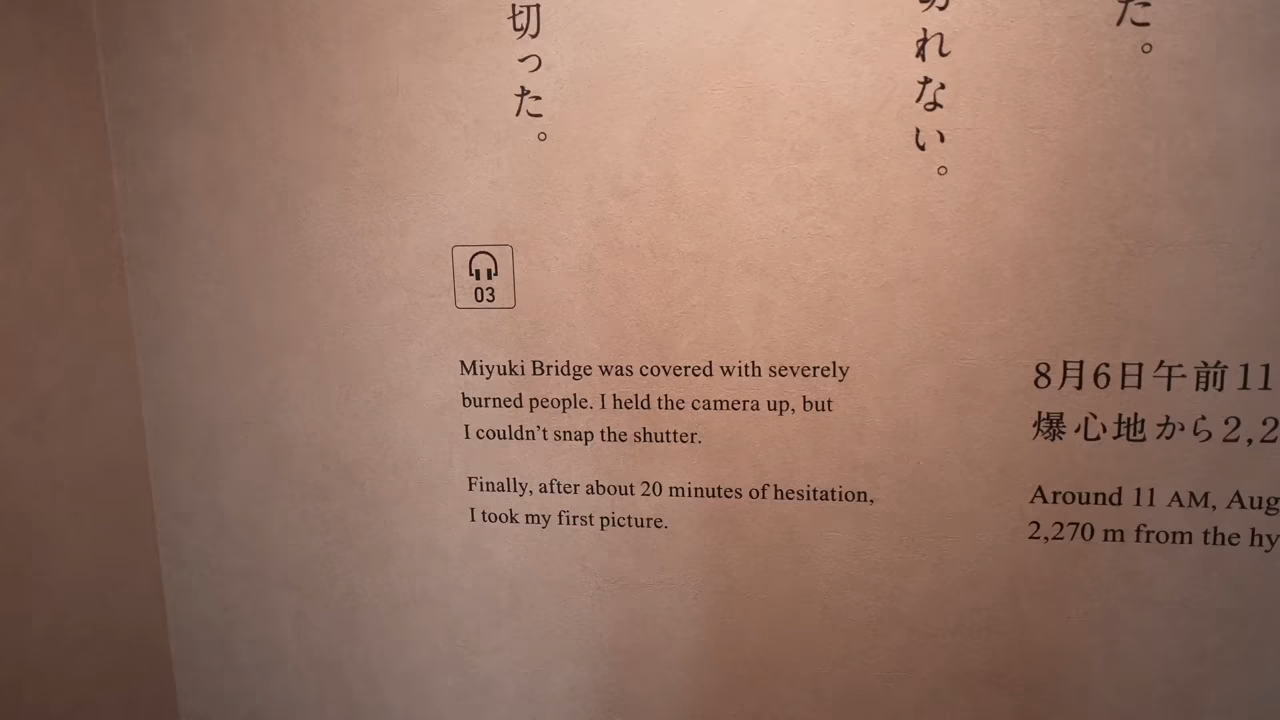 た。
切れない。
切った。
03
Miyuki Bridge was covered with severely
burned people. I held the camera up, but
I couldn't snap the shutter.
Finally, after about 20 minutes of hesitation,
I took my first picture.
8月6日午前11
爆心地から2,2
Around 11 AM, Aug
2,270 m from the hy